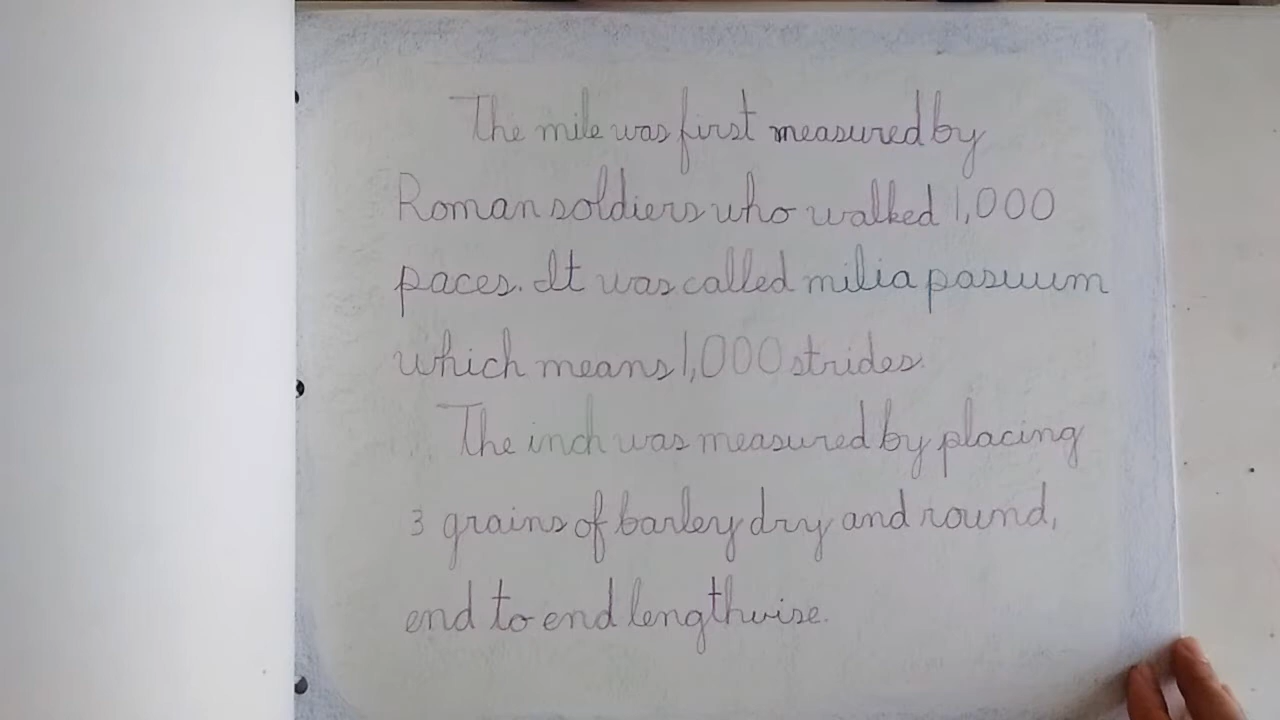 The mile was first measured by
Roman soldiers who walked 1,000
paces. It was called milia pasuum
which means 1,000 strides.
The inch was measured by placing
3 grains of barley dry and round,
end to end lengthwise.